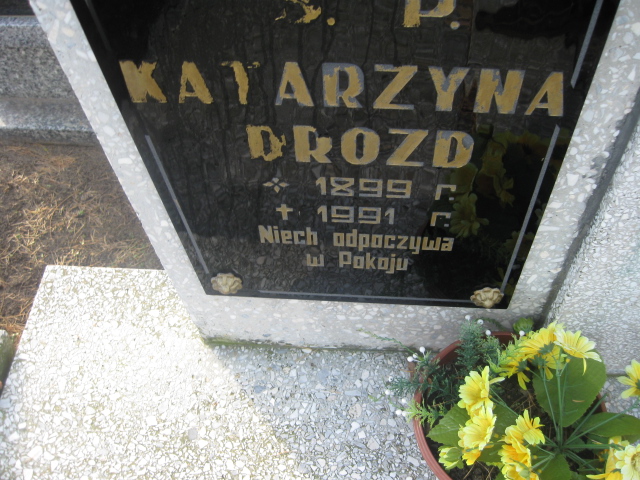 Ś. P.
KATARZYNA
DROZD
✣ 1899 r.
✝ 1991 r.
Niech odpoczywa
w Pokoju